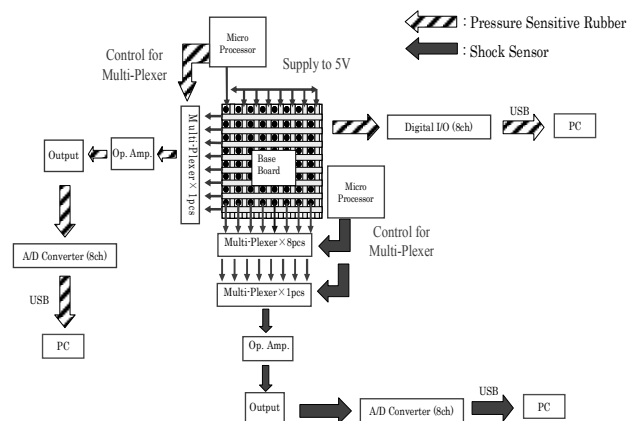 : Pressure Sensitive Rubber
: Shock Sensor
Micro
Processor
Control for
Multi-Plexer
Supply to 5V
Multi-Plexer×1pcs
Output
Op. Amp.
Base
Board
Digital I/O (8ch)
USB
PC
Micro
Processor
A/D Converter (8ch)
Multi-Plexer×8pcs
Control for
Multi-Plexer
USB
Multi-Plexer×1pcs
PC
Op. Amp.
Output
A/D Converter (8ch)
USB
PC